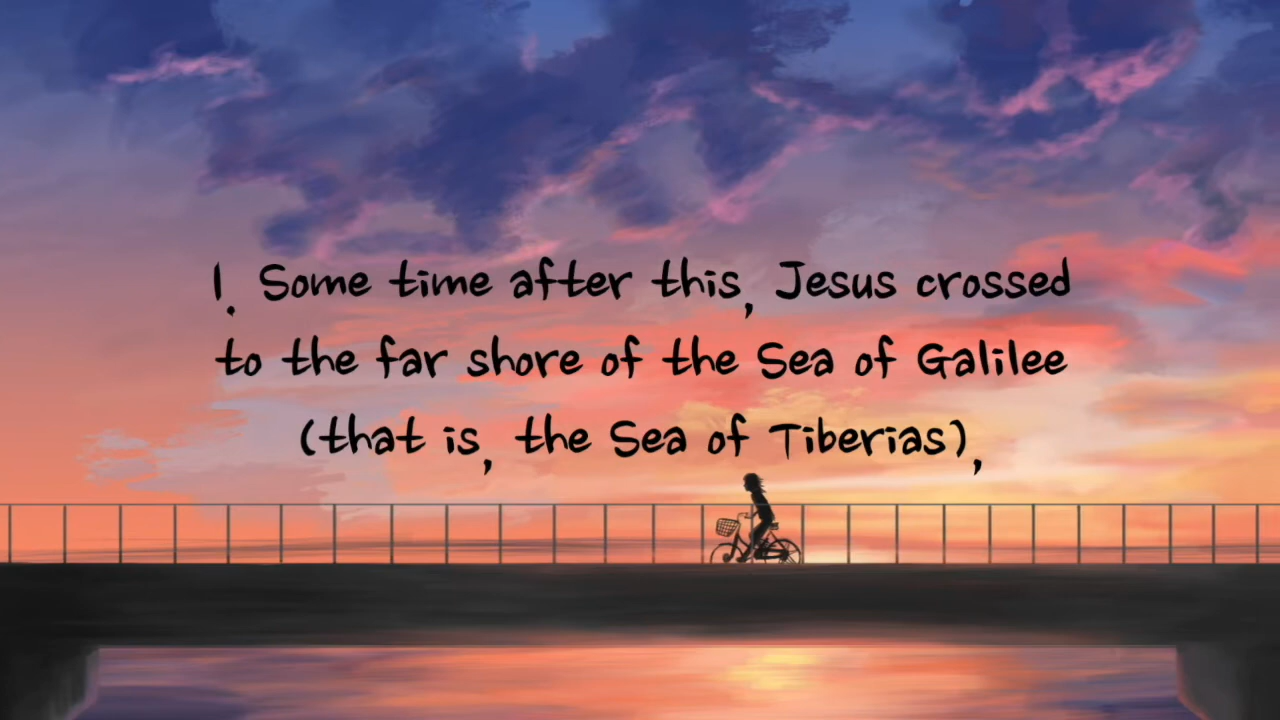 1. Some time after this, Jesus crossed
to the far shore of the Sea of Galilee
(that is, the Sea of Tiberias),